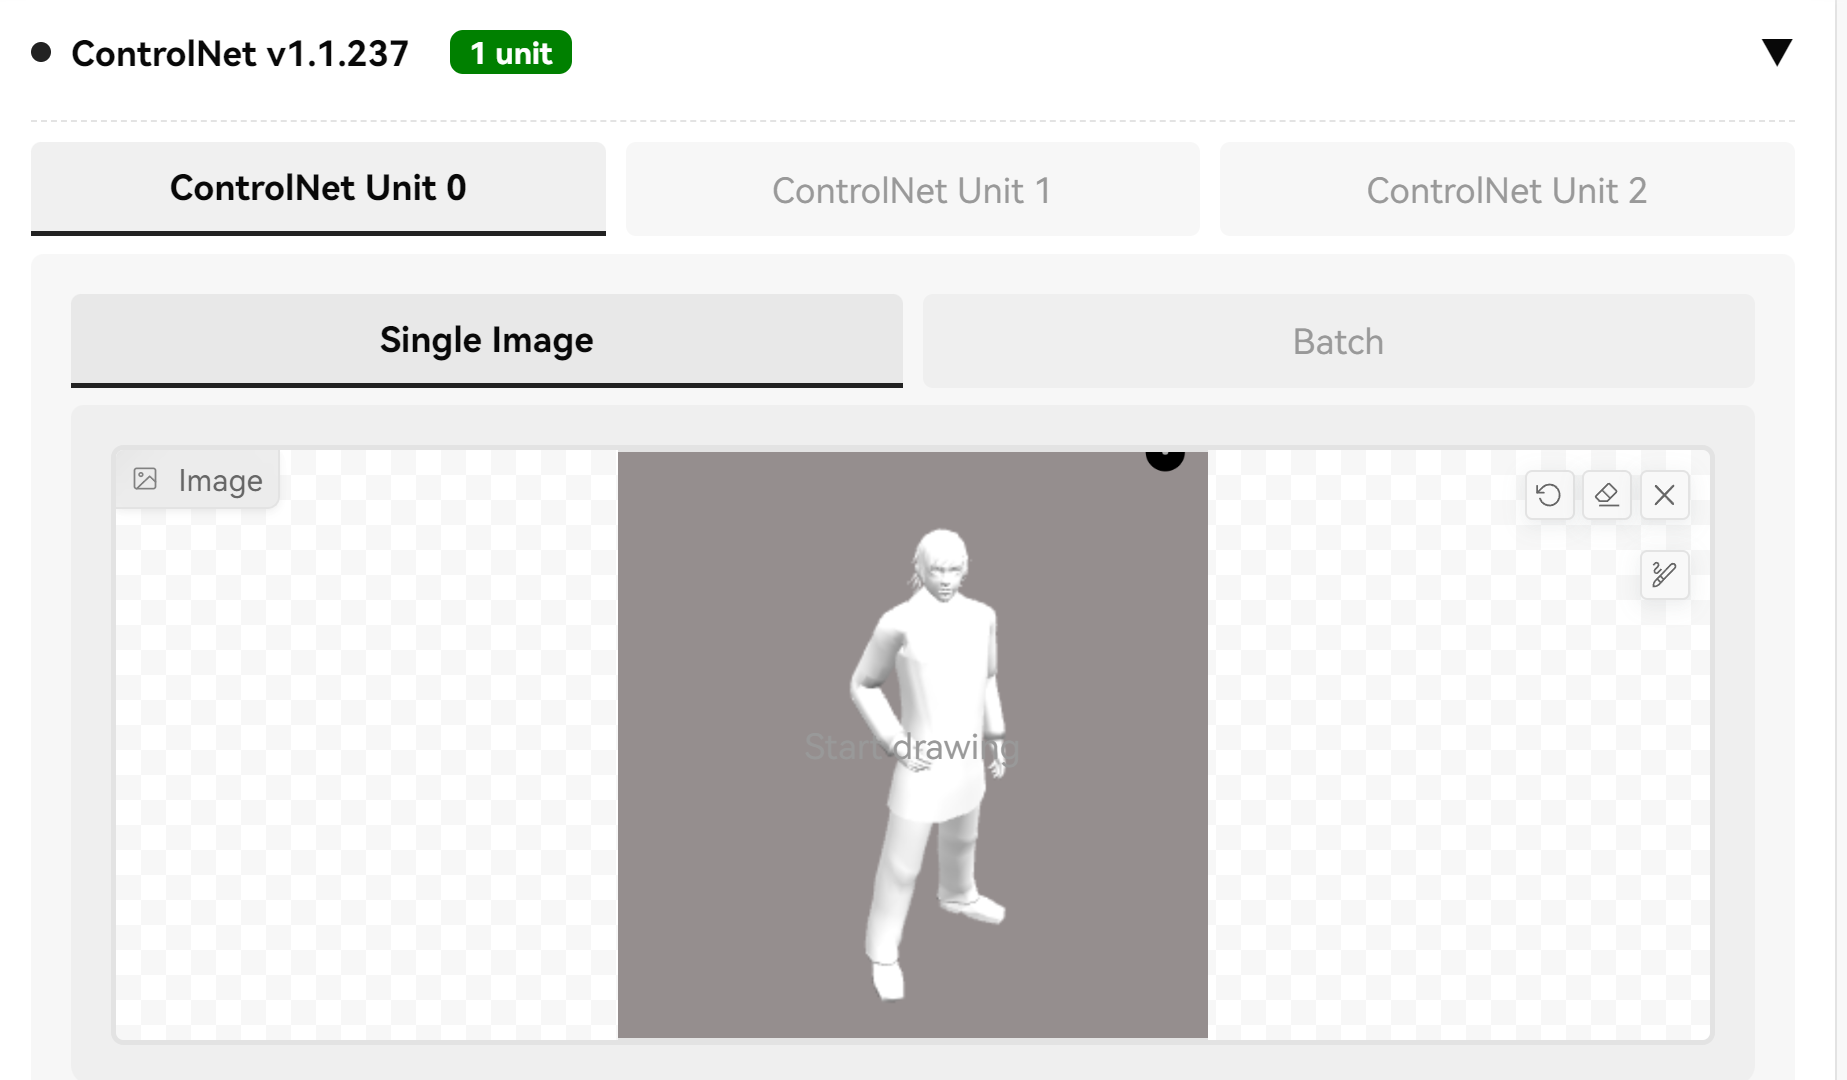 ControlNet v1.1.237
1 unit
ControlNet Unit 0
ControlNet Unit 1
ControlNet Unit 2
Single Image
Batch
Image
Start drawing